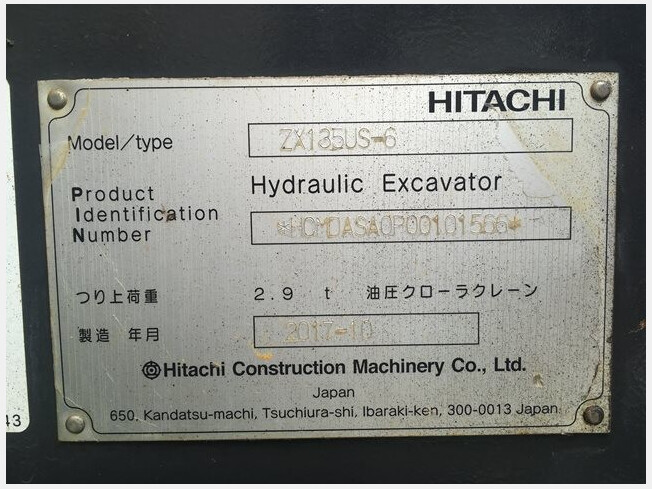 HITACHI
Model/type ZX135US-6
Hydraulic Excavator
Product
Identification
Number
*HCMDASA0P00101566*
つり上荷重 2.9 t 油圧クローラクレーン
製造 年月 2017-10
Hitachi Construction Machinery Co., Ltd.
Japan
650, Kandatsu-machi, Tsuchiura-shi, Ibaraki-ken, 300-0013 Japan
43